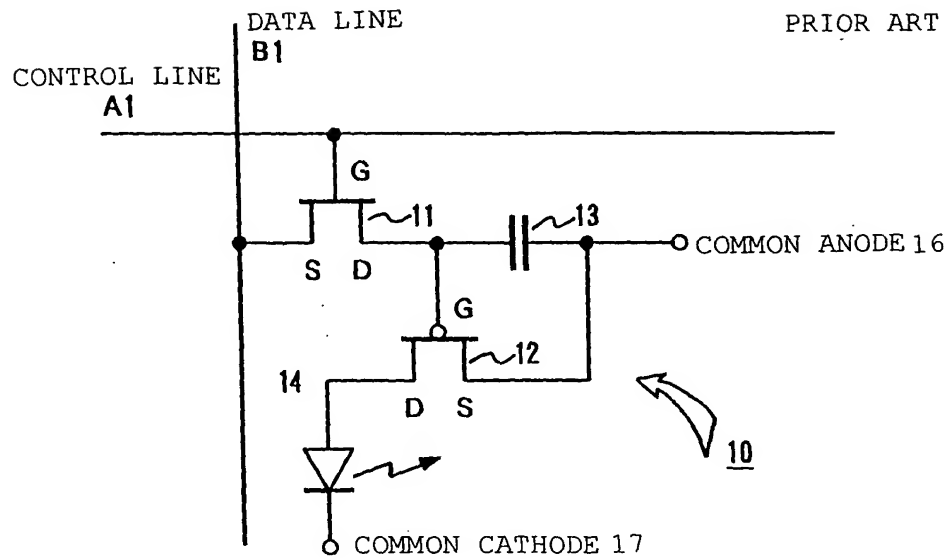 DATA LINE
PRIOR ART
B1
CONTROL LINE
A1
G
11
13
S D
COMMON ANODE 16
G
12
14
D S
10
COMMON CATHODE 17